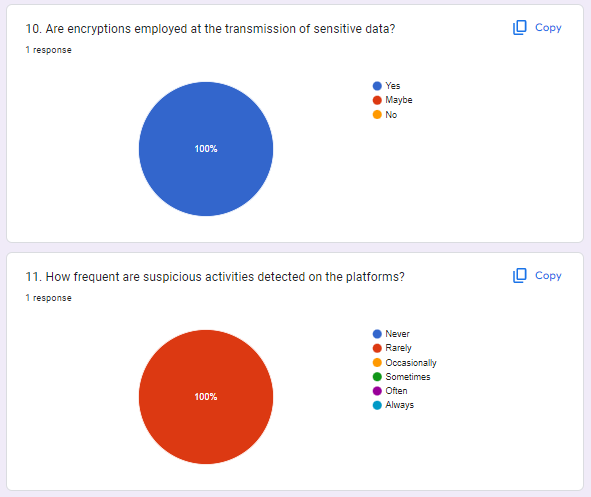 10. Are encryptions employed at the transmission of sensitive data?
Copy
1 response
100%
Yes
Maybe
No
11. How frequent are suspicious activities detected on the platforms?
Copy
1 response
100%
Never
Rarely
Occasionally
Sometimes
Often
Always